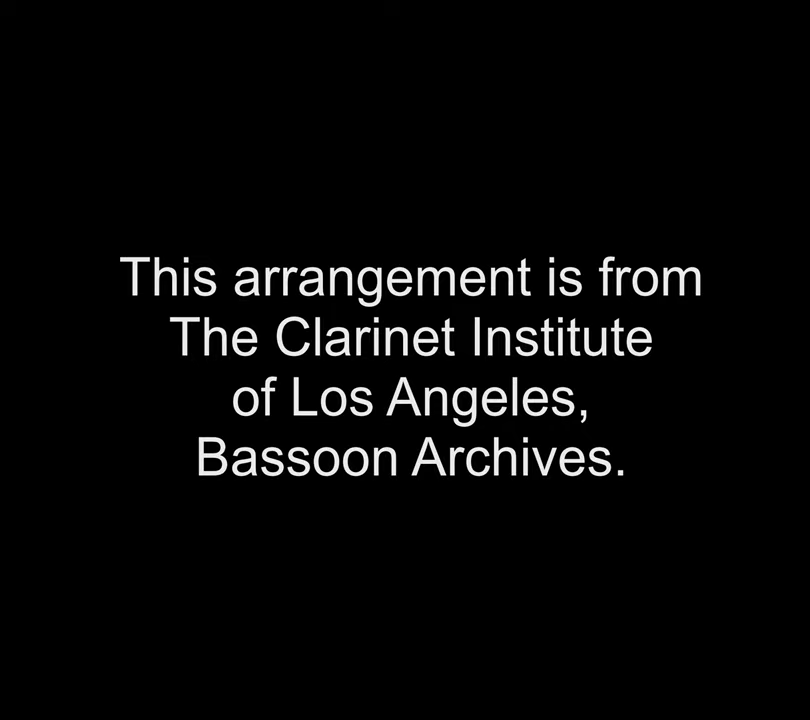 This arrangement is from
The Clarinet Institute
of Los Angeles,
Bassoon Archives.